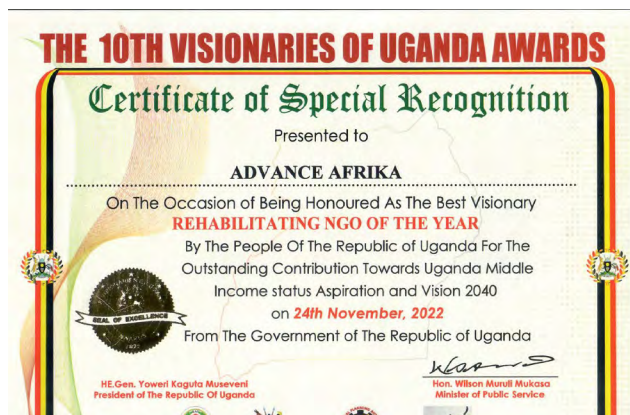 THE 10TH VISIONARIES OF UGANDA AWARDS
Certificate of Special Recognition
Presented to
ADVANCE AFRIKA
On The Occasion of Being Honoured As The Best Visionary
REHABILITATING NGO OF THE YEAR
By The People Of The Republic of Uganda For The
Outstanding Contribution Towards Uganda Middle
Income status Aspiration and Vision 2040
on 24th November, 2022
From The Government of The Republic of Uganda
SEAL OF EXCELLENCE
HE.Gen. Yoweri Kaguta Museveni
President of The Republic Of Uganda
Hon. Wilson Muruli Mukasa
Minister of Public Service